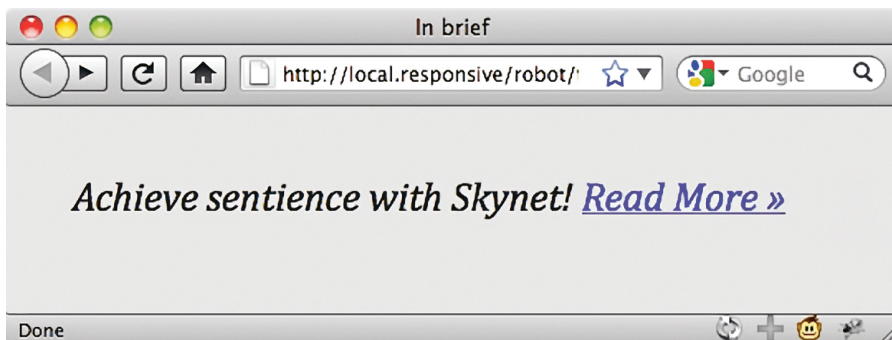 In brief
http://local.responsive/robot/
Google
Achieve sentience with Skynet! Read More »
Done